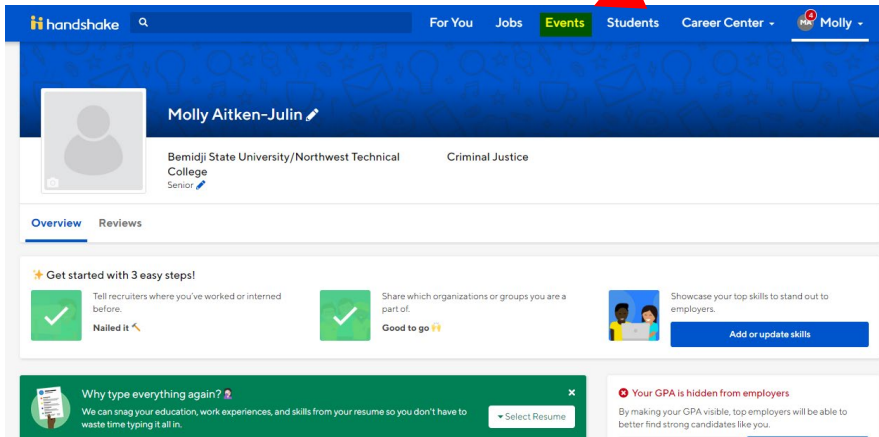 handshake For You Jobs Events Students Career Center MA 4 Molly
Molly Aitken-Julin
Bemidji State University/Northwest Technical Criminal Justice
College
Senior
Overview Reviews
Get started with 3 easy steps!
Tell recruiters where you've worked or interned
before.
Nailed it
Share which organizations or groups you are a
part of.
Good to go
Showcase your top skills to stand out to
employers.
Add or update skills
Why type everything again?
We can snag your education, work experiences, and skills from your resume so you don't have to
waste time typing it all in.
Select Resume
Your GPA is hidden from employers
By making your GPA visible, top employers will be able to
better find strong candidates like you.